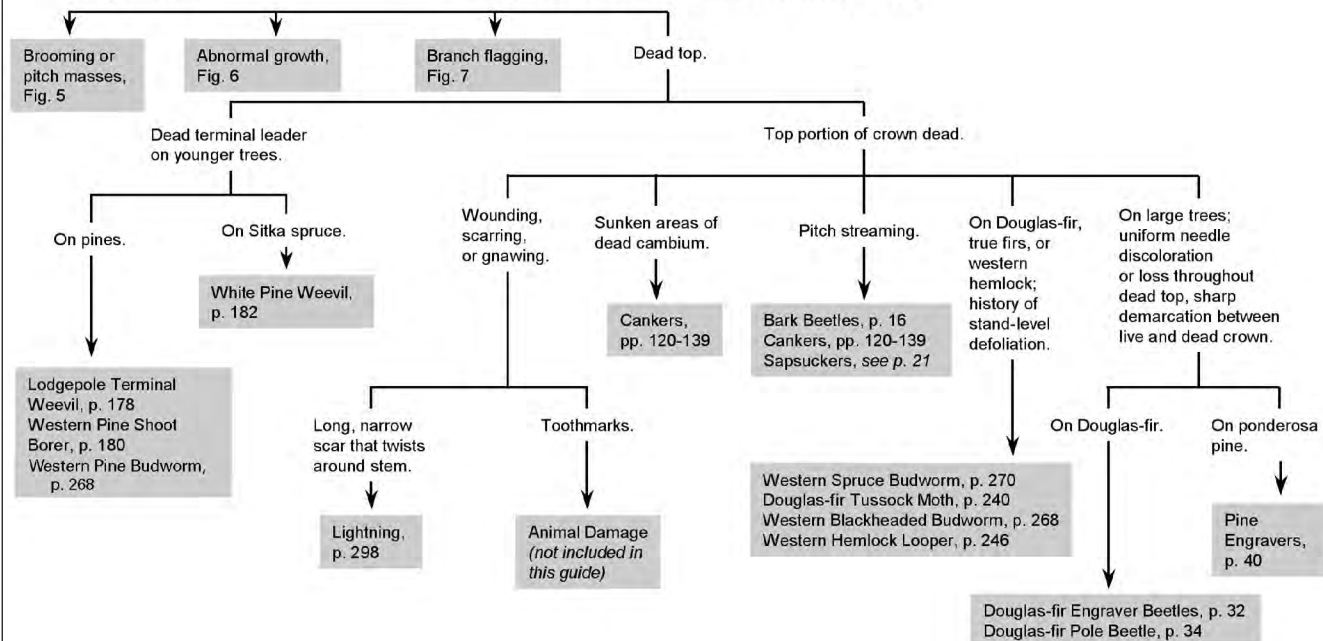 Brooming or
pitch masses,
Fig. 5
Abnormal growth,
Fig. 6
Branch flagging,
Fig. 7
Dead top.
Dead terminal leader
on younger trees.
Top portion of crown dead.
On pines.
On Sitka spruce.
White Pine Weevil,
p. 182
Lodgepole Terminal
Weevil, p. 178
Western Pine Shoot
Borer, p. 180
Western Pine Budworm,
p. 268
Wounding,
scarring,
or gnawing.
Long, narrow
scar that twists
around stem.
Lightning,
p. 298
Toothmarks.
Animal Damage
(not included in
this guide)
Sunken areas of
dead cambium.
Cankers,
pp. 120-139
Pitch streaming.
Bark Beetles, p. 16
Cankers, pp. 120-139
Sapsuckers, see p. 21
On Douglas-fir,
true firs, or
western
hemlock;
history of
stand-level
defoliation.
Western Spruce Budworm, p. 270
Douglas-fir Tussock Moth, p. 240
Western Blackheaded Budworm, p. 268
Western Hemlock Looper, p. 246
On large trees;
uniform needle
discoloration
or loss throughout
dead top, sharp
demarcation between
live and dead crown.
On Douglas-fir.
Douglas-fir Engraver Beetles, p. 32
Douglas-fir Pole Beetle, p. 34
On ponderosa
pine.
Pine
Engravers,
p. 40